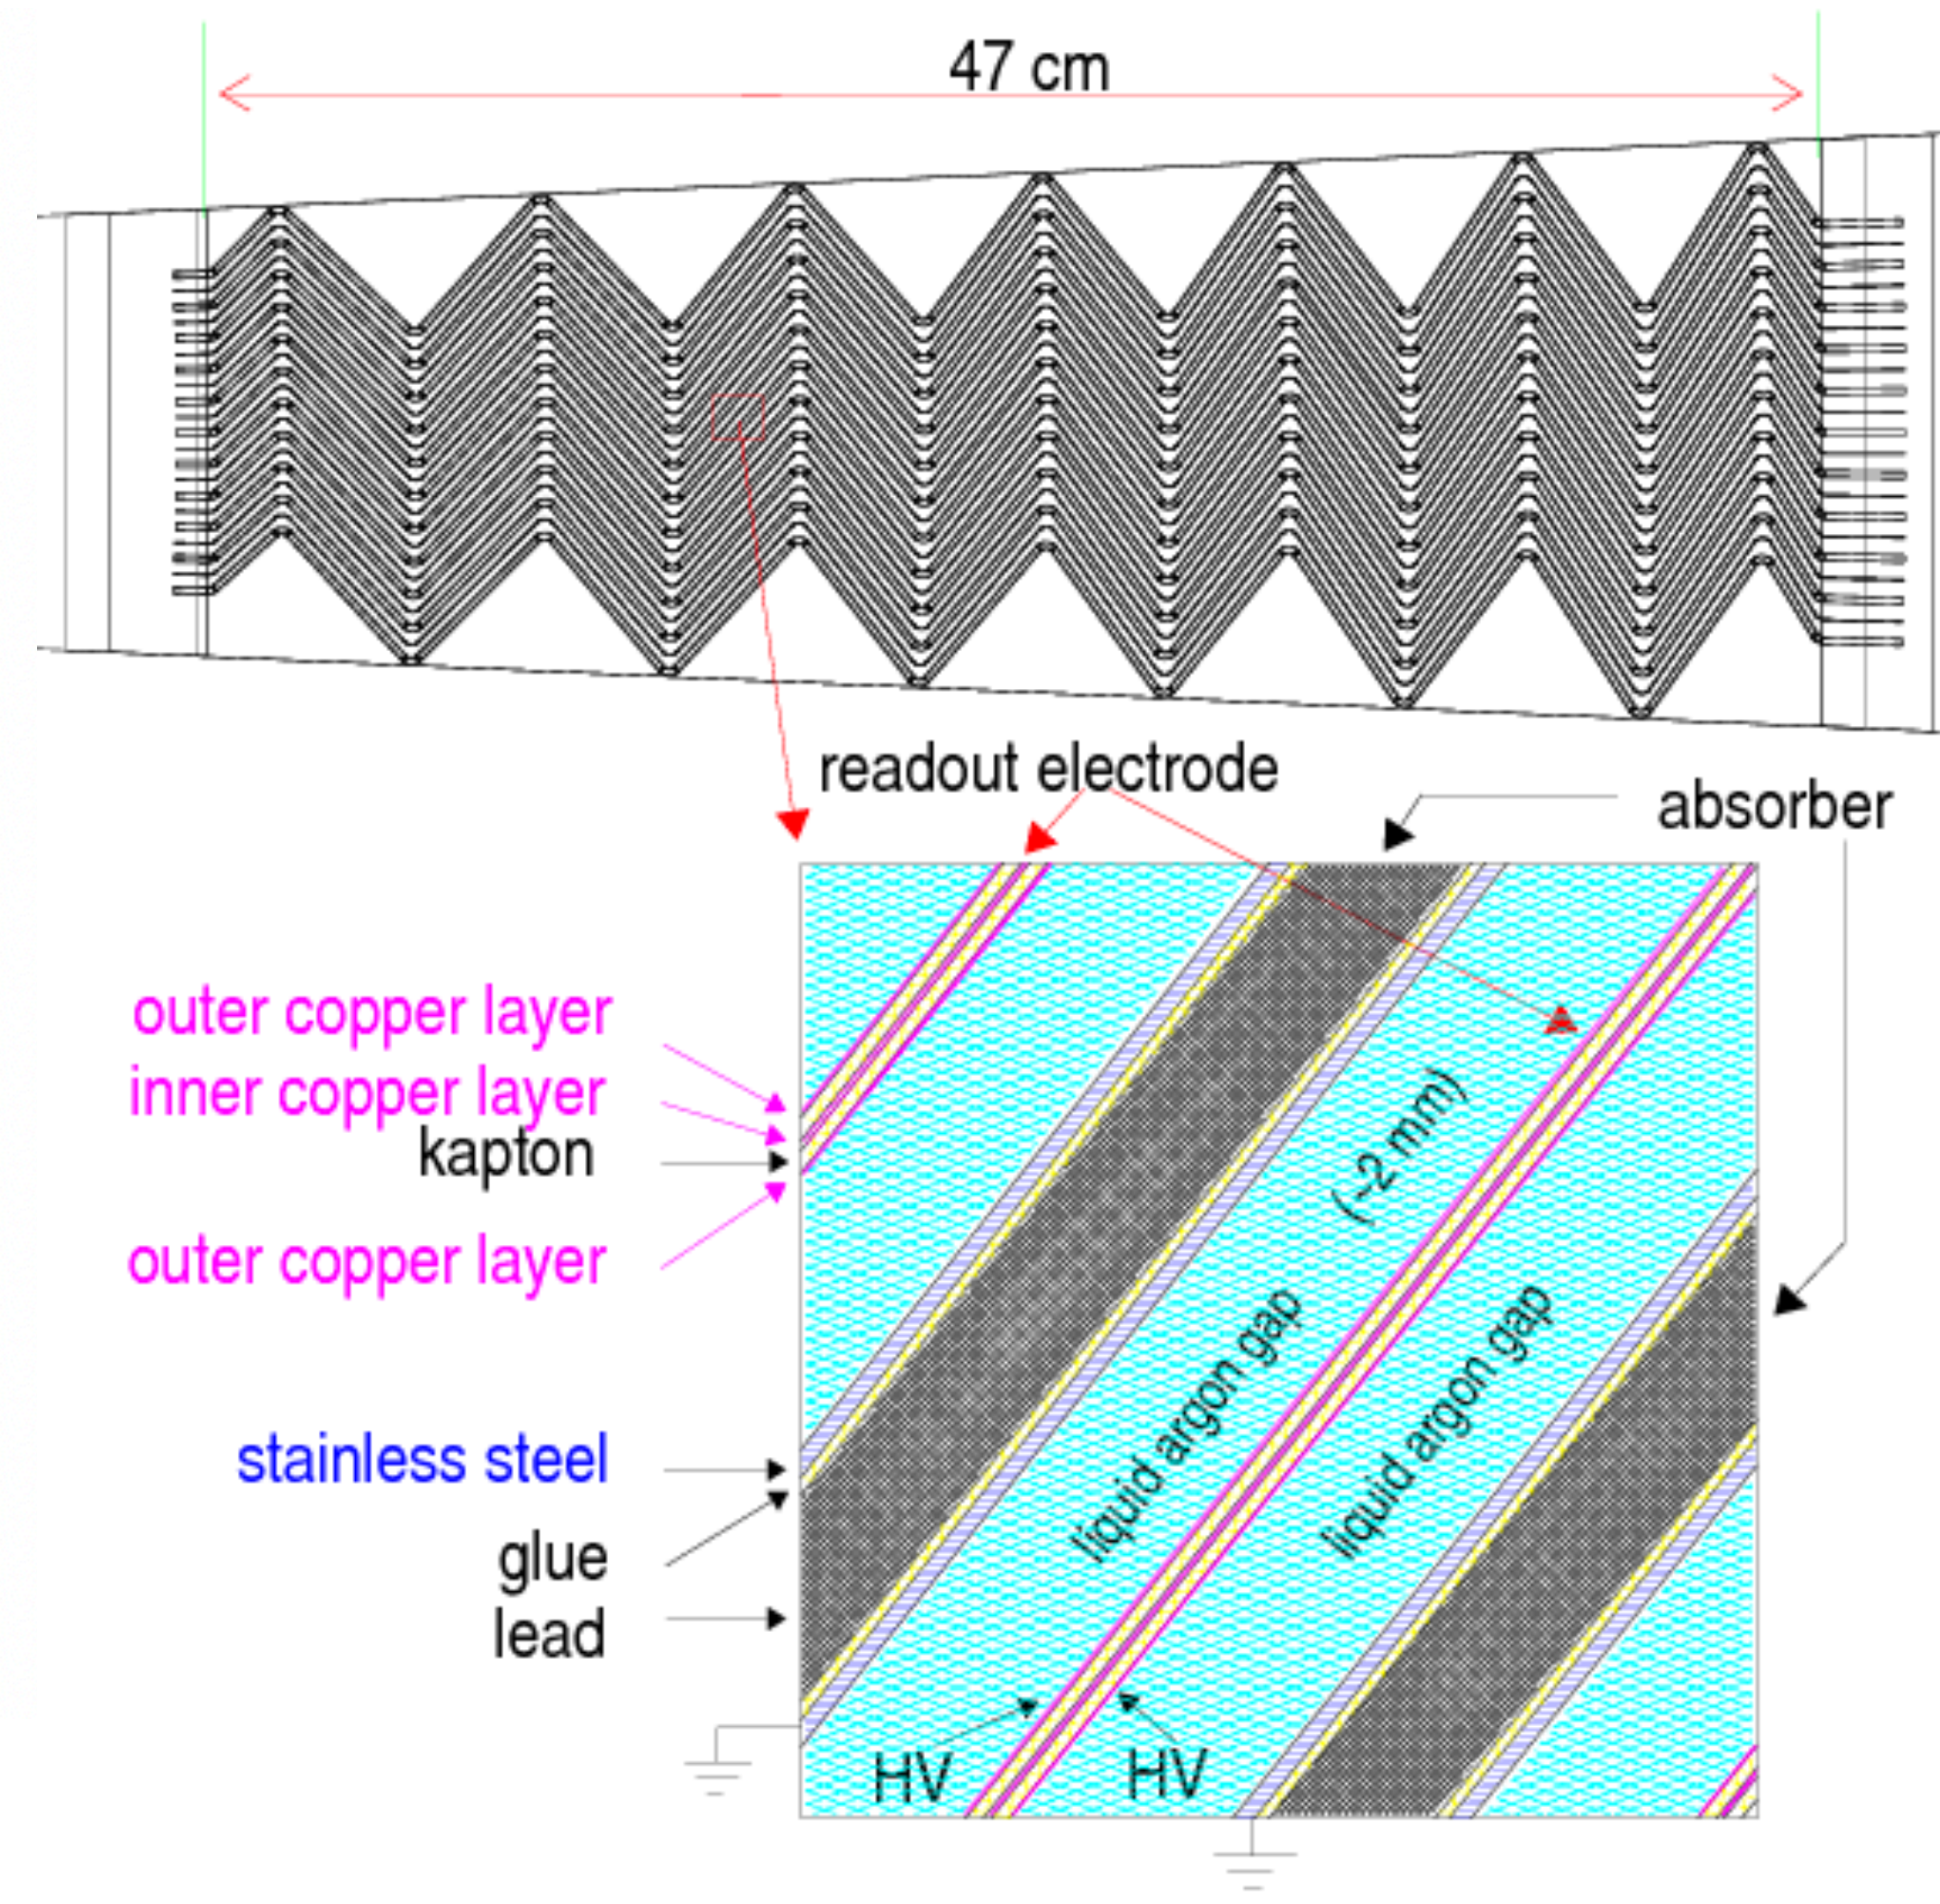 47 cm
readout electrode
absorber
outer copper layer
inner copper layer
kapton
outer copper layer
(~2 mm)
liquid argon gap
liquid argon gap
stainless steel
glue
lead
HV
HV